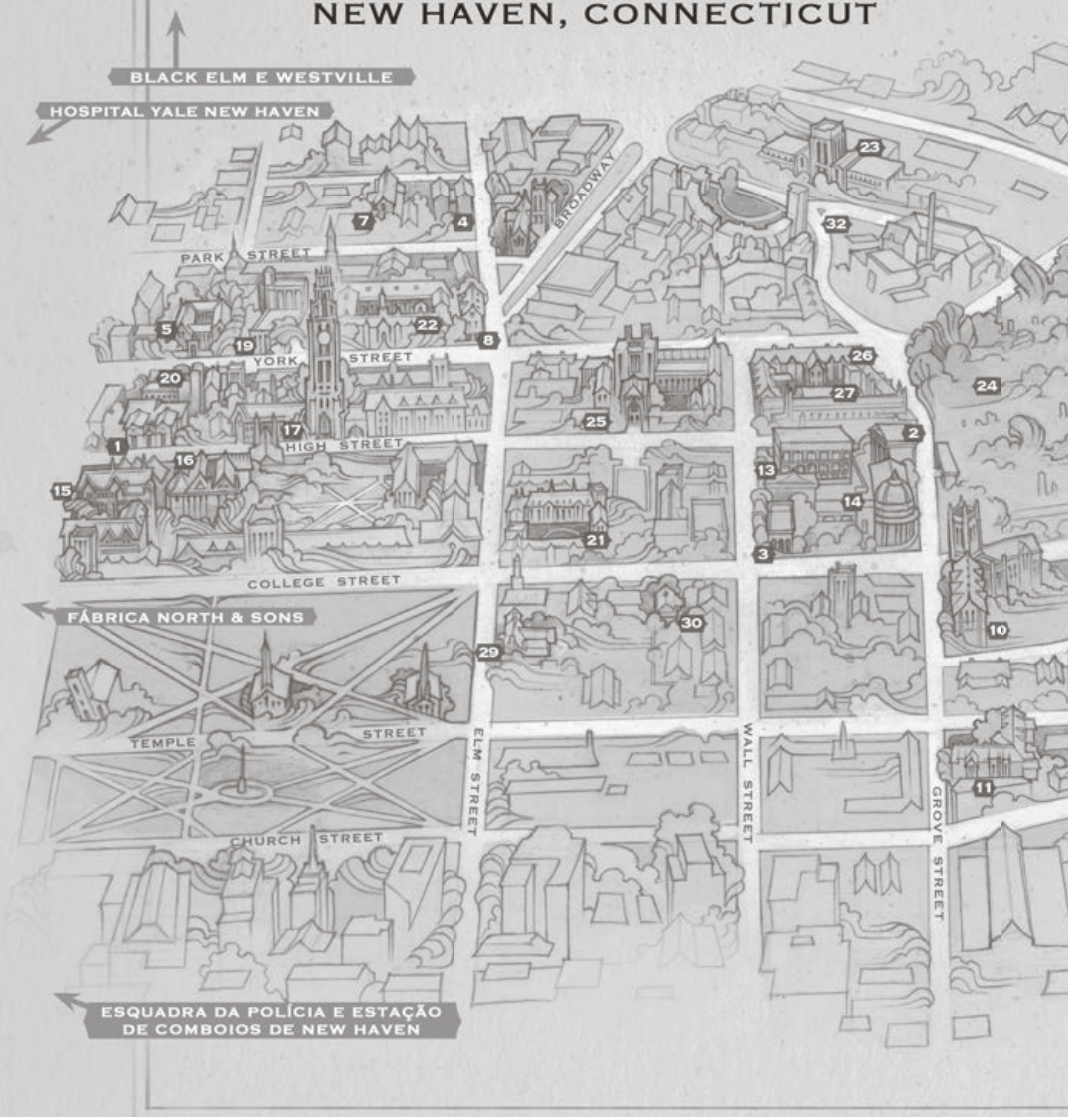 NEW HAVEN, CONNECTICUT
BLACK ELM E WESTVILLE
HOSPITAL YALE NEW HAVEN
23
BROADWAY
7
4
32
PARK STREET
5
19
22
8
YORK STREET
26
20
27
24
25
1
17
HIGH STREET
2
16
13
15
14
21
3
COLLEGE STREET
FÁBRICA NORTH & SONS
30
10
29
TEMPLE STREET
ELM STREET
WALL STREET
11
GROVE STREET
CHURCH STREET
ESQUADRA DA POLÍCIA E ESTAÇÃO
DE COMBOIOS DE NEW HAVEN